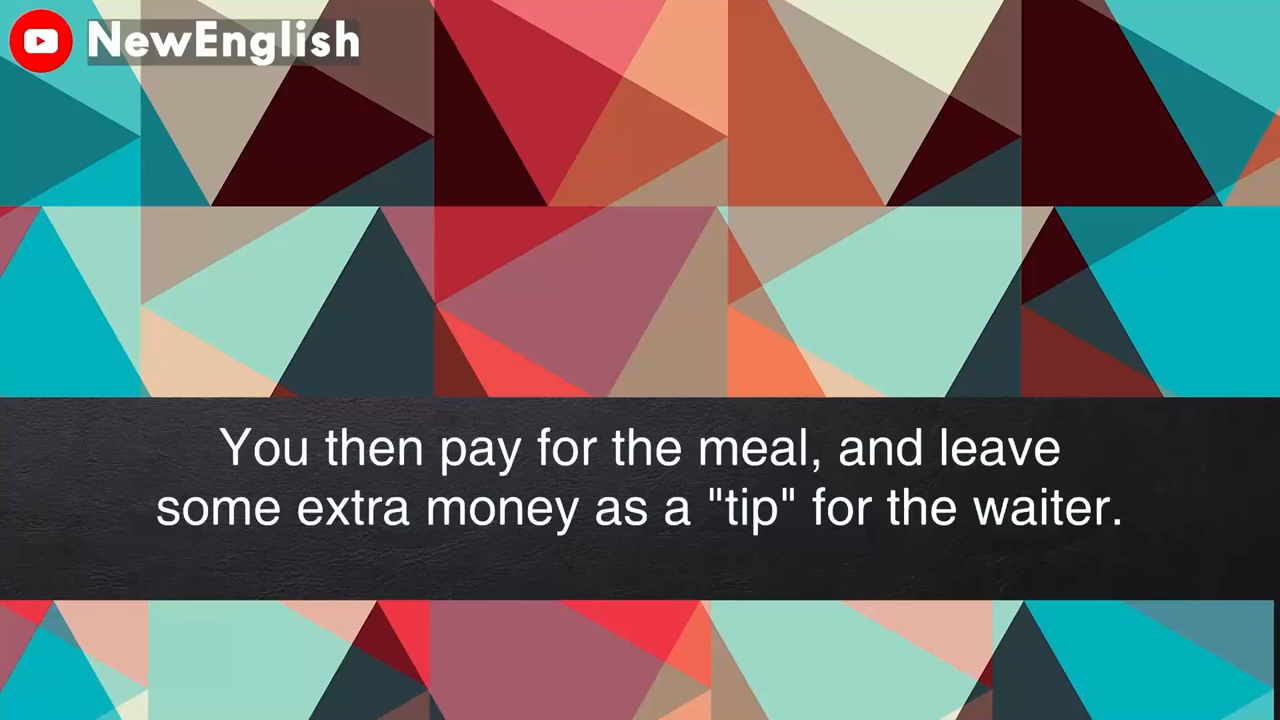 NewEnglish
You then pay for the meal, and leave
some extra money as a "tip" for the waiter.